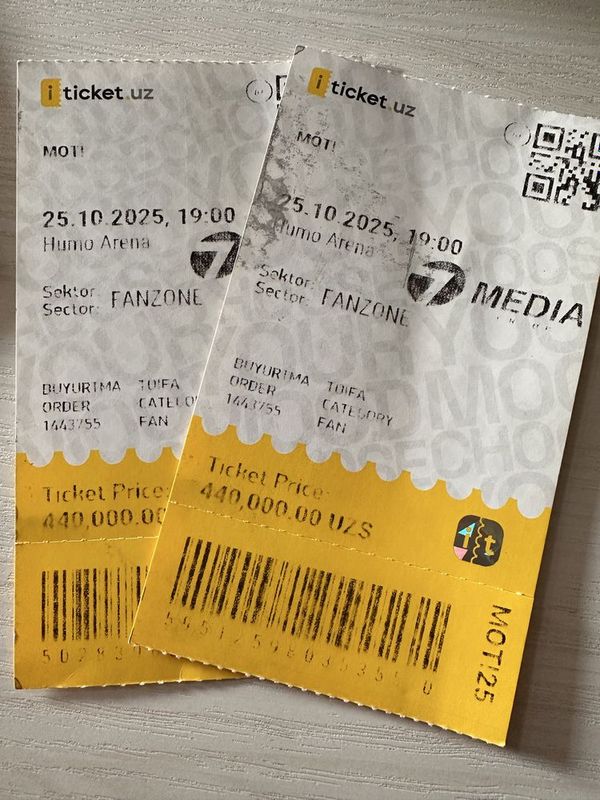 iticket.uz
MOT!
25.10.2025, 19:00
Humo Arena
7
Sektor:
Sector: FANZONE
BUYURTMA TOIFA
ORDER
1443755 FAN
Ticket Price:
440,000.00
iticket.uz
MOT!
25.10.2025, 19:00
Humo Arena
7 MEDIA
Sektor:
Sector: FANZONE
BUYURTMA TOIFA
ORDER CATEGORY
1443755 FAN
Ticket Price:
440,000.00 UZS
MOT!25